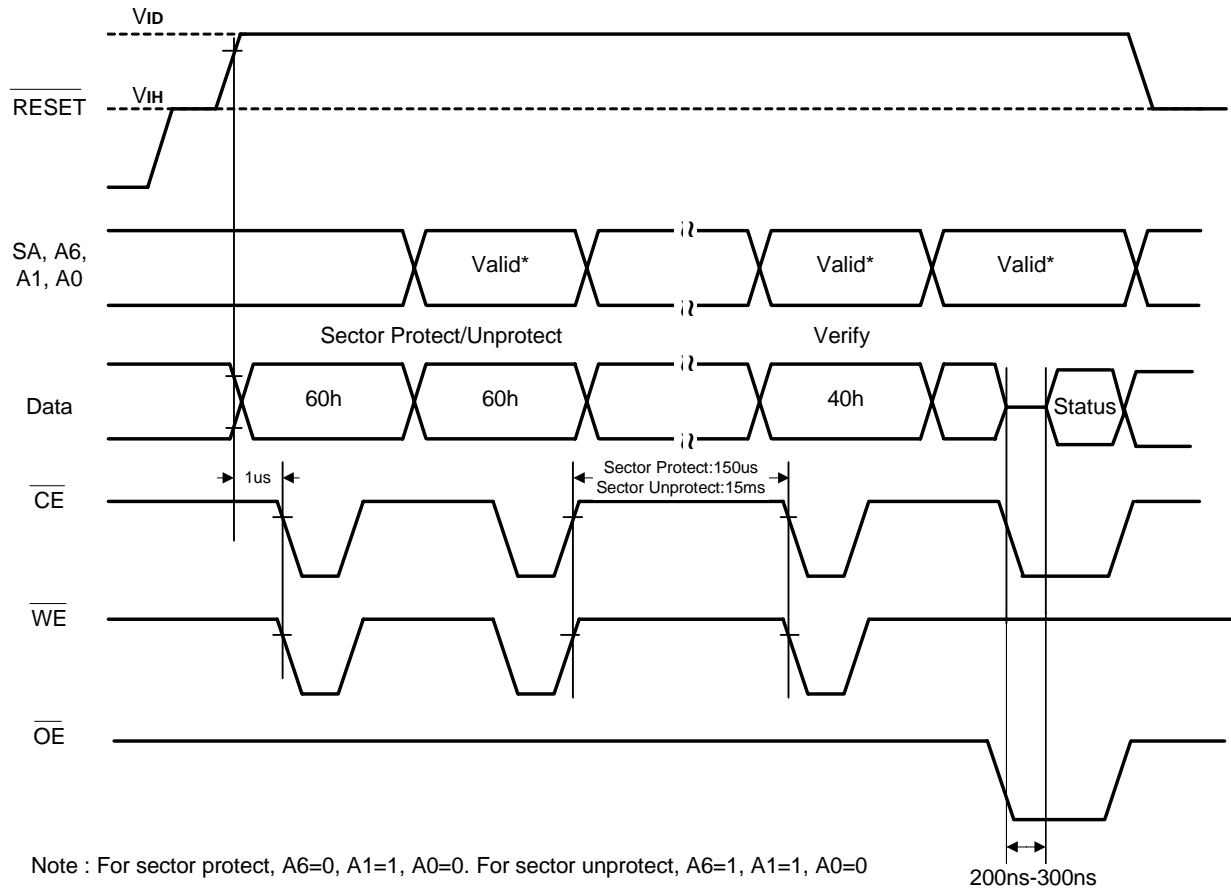 VID
VIH
RESET
SA, A6,
A1, A0
Valid*
Valid*
Valid*
Sector Protect/Unprotect
Verify
Data
60h
60h
40h
Status
1us
Sector Protect:150us
Sector Unprotect:15ms
CE
WE
OE
Note : For sector protect, A6=0, A1=1, A0=0. For sector unprotect, A6=1, A1=1, A0=0
200ns-300ns